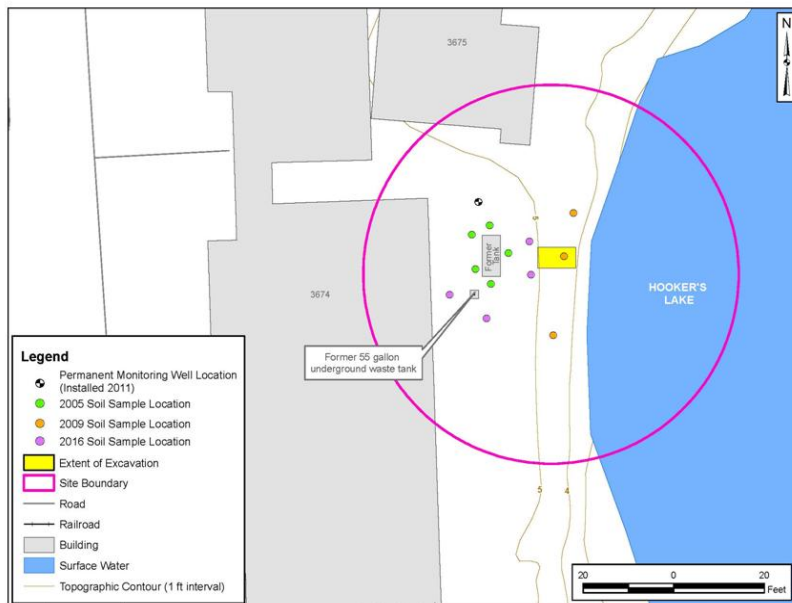 3675
N
5
Former
Tank
3674
HOOKER'S
LAKE
Former 55 gallon
underground waste tank
Legend
Permanent Monitoring Well Location
(Installed 2011)
2005 Soil Sample Location
2009 Soil Sample Location
2016 Soil Sample Location
Extent of Excavation
Site Boundary
Road
Railroad
Building
Surface Water
Topographic Contour (1 ft interval)
5 4
20 0 20
Feet